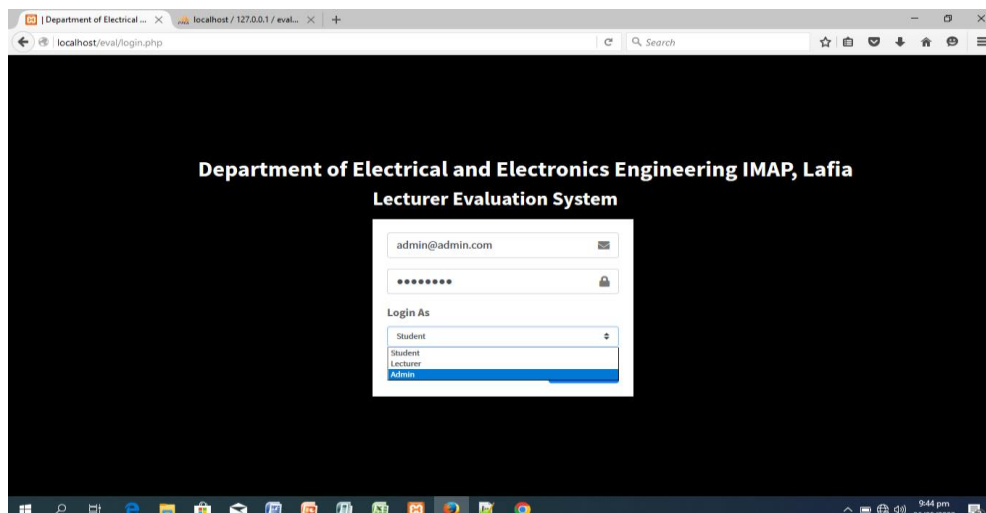 | Department of Electrical ...
localhost / 127.0.0.1 / eval...
localhost/eval/login.php
Search
Department of Electrical and Electronics Engineering IMAP, Lafia
Lecturer Evaluation System
admin@admin.com
Login As
Student
Student
Lecturer
Admin
9:44 pm